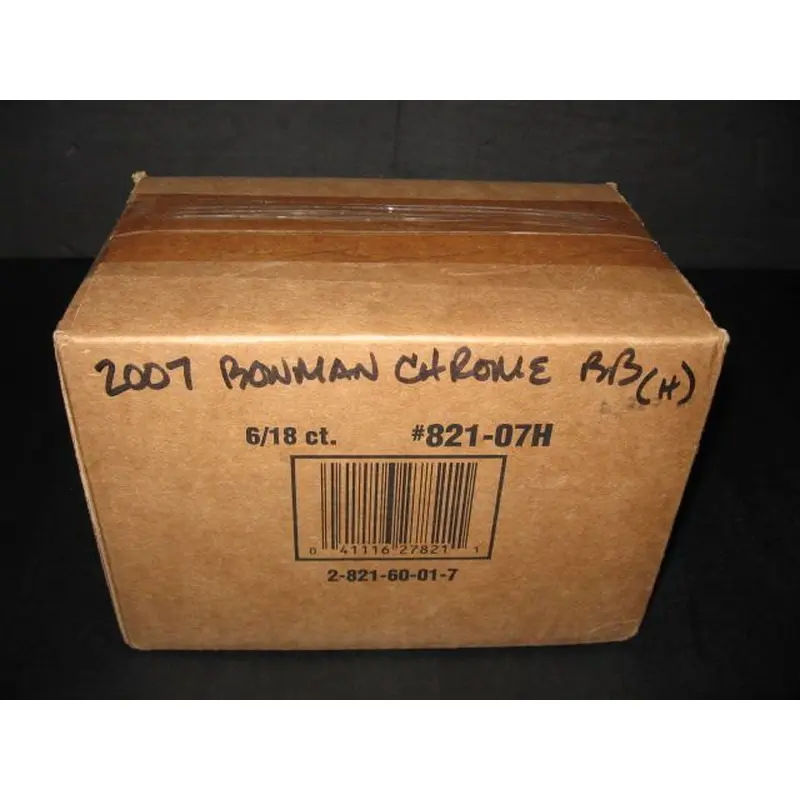 2007 BOWMAN CHROME BB (H)
6/18 ct. #821-07H
0 41116 27821 1
2-821-60-01-7